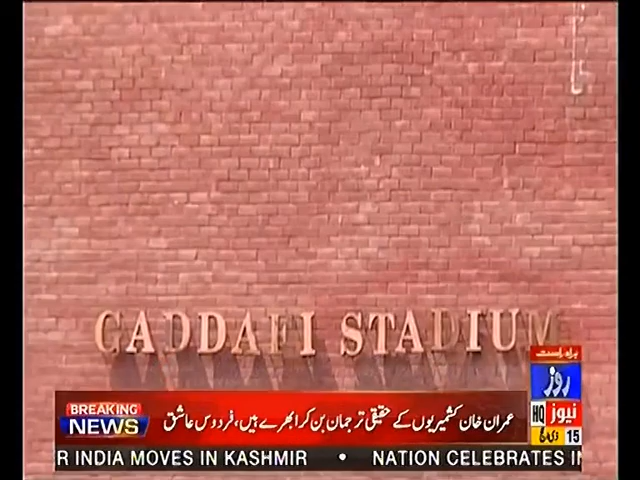 GADDAFI STADIUM
براہ راست
روز
HQ نیوز
15
BREAKING
NEWS
عمران خان کشمیریوں کے حقیقی ترجمان بن کر ابھرے ہیں، فردوس عاشق
R INDIA MOVES IN KASHMIR • NATION CELEBRATES IN